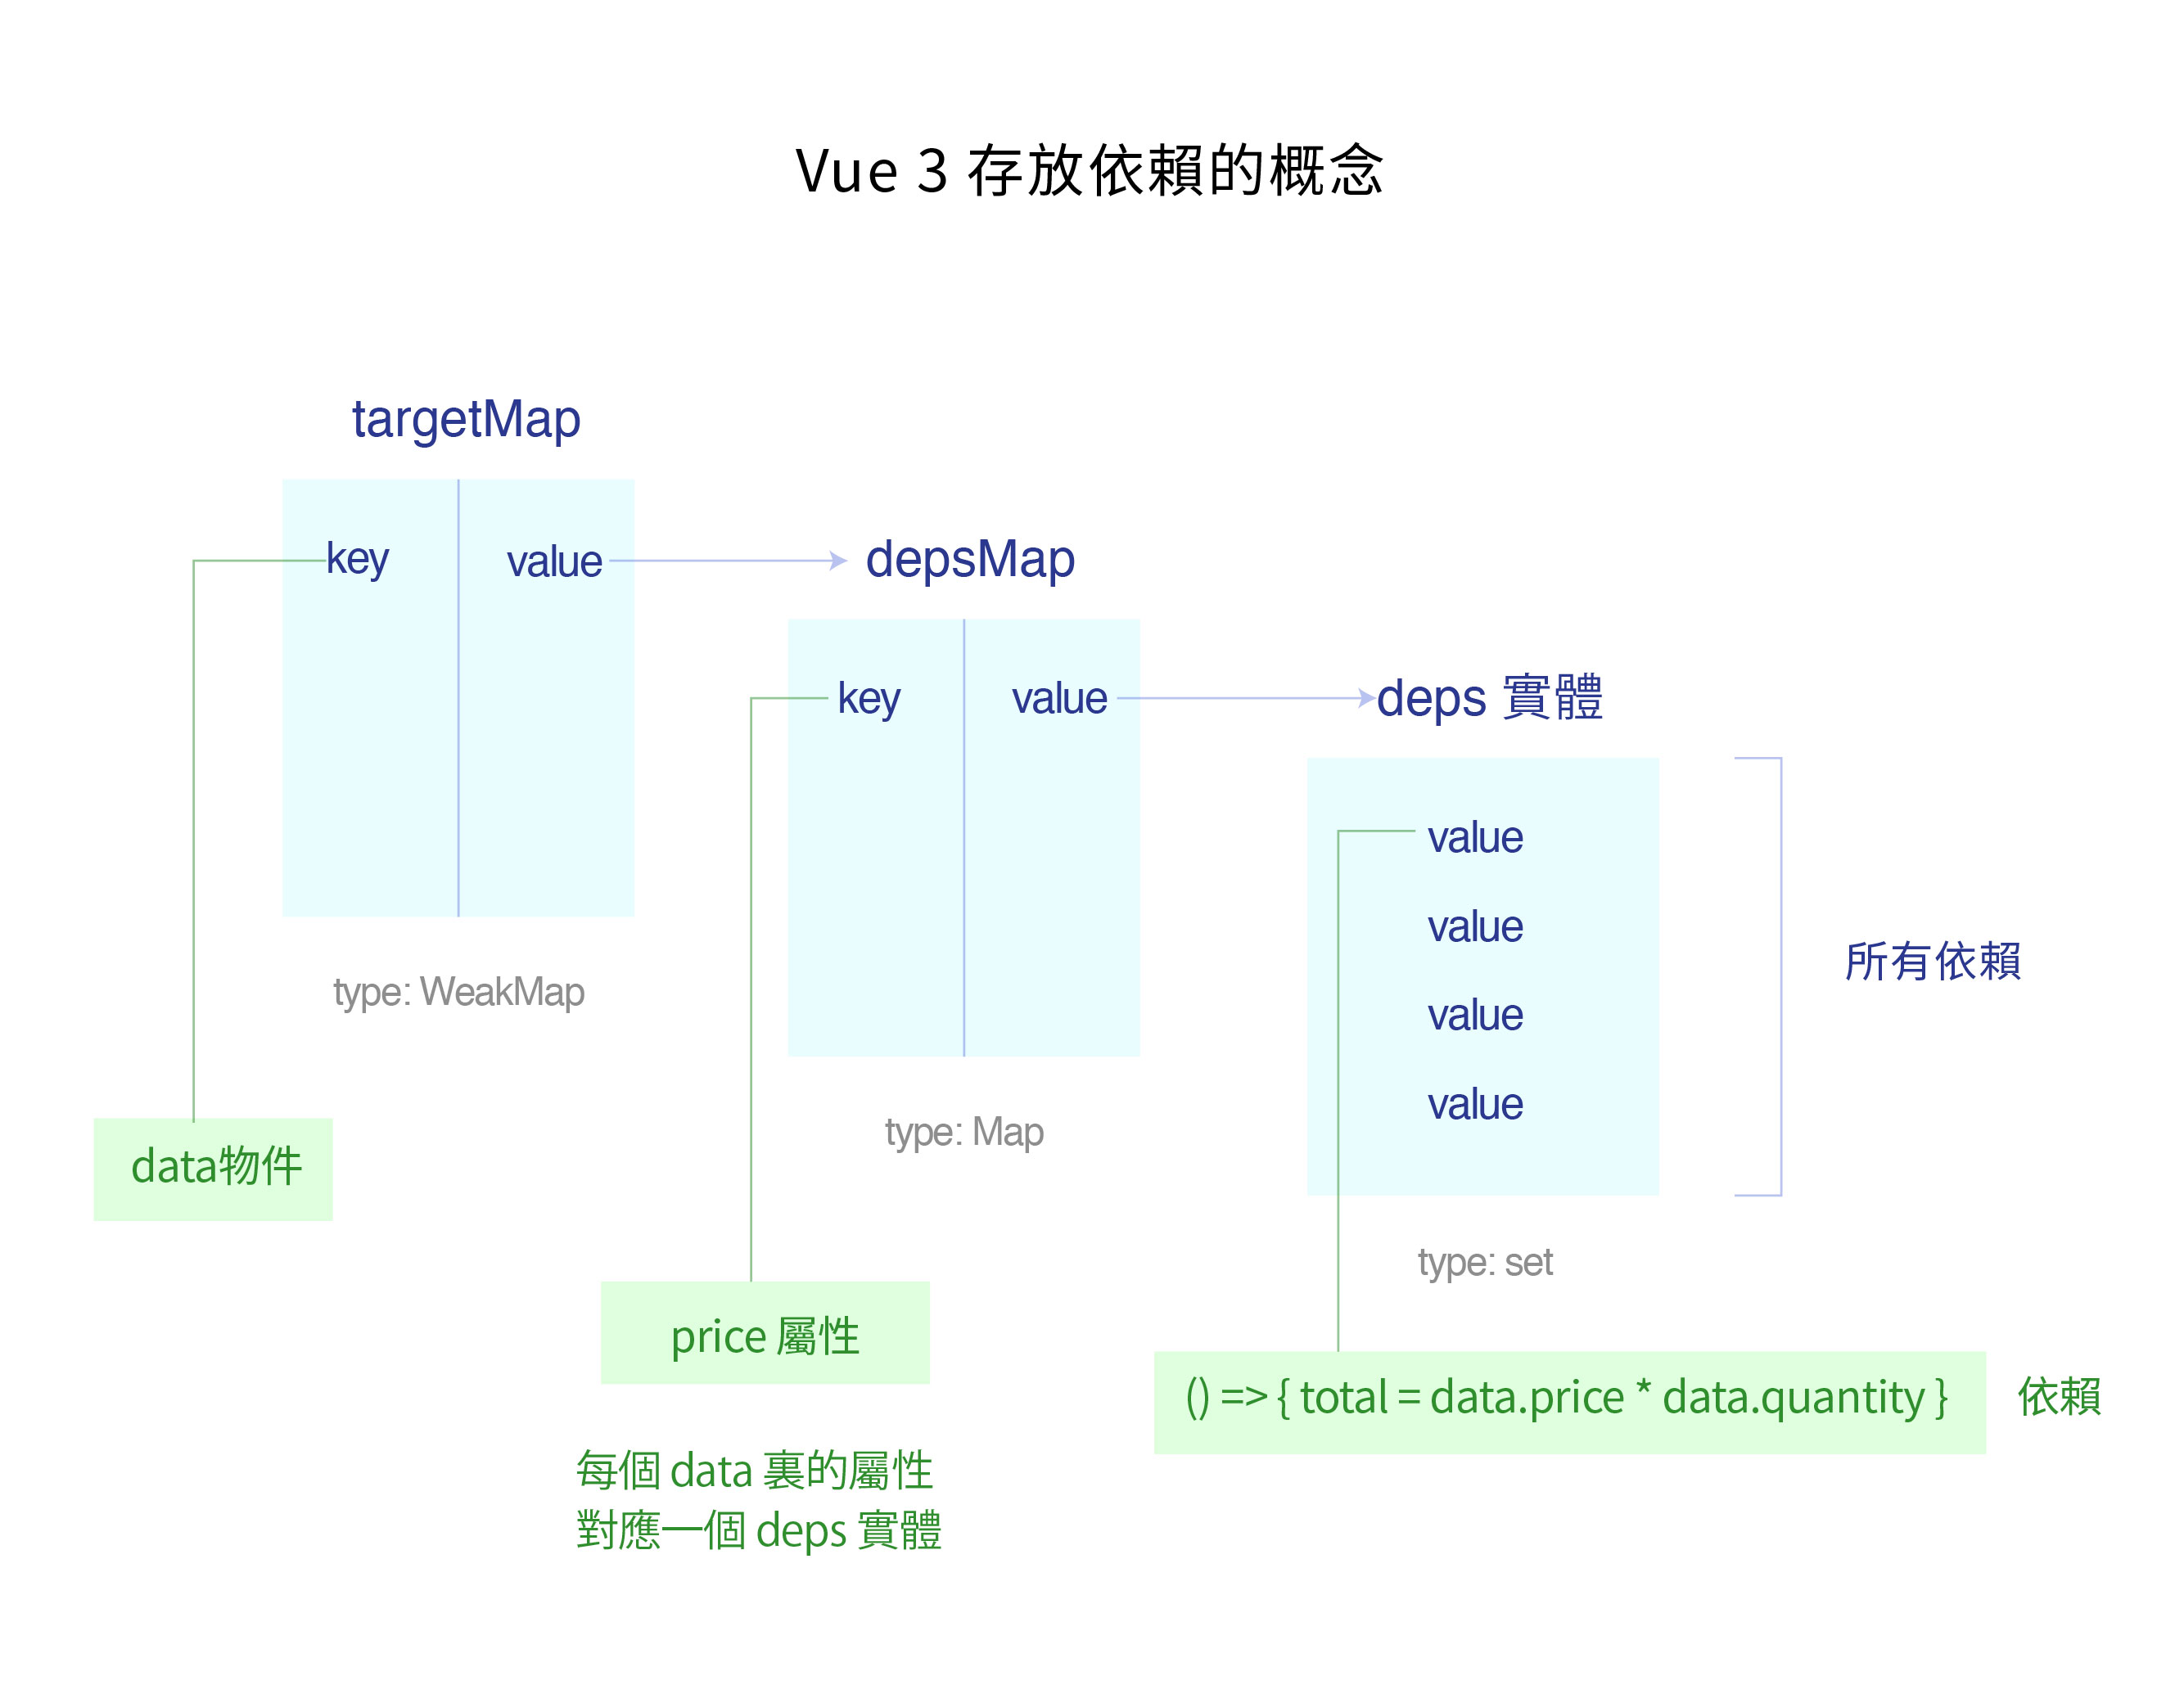 Vue 3 存放依賴的概念
targetMap
key
value
depsMap
key
value
deps 實體
value
value
value
value
所有依賴
type: WeakMap
type: Map
type: set
data物件
price 屬性
() => { total = data.price * data.quantity }
依賴
每個 data 裏的屬性
對應一個 deps 實體